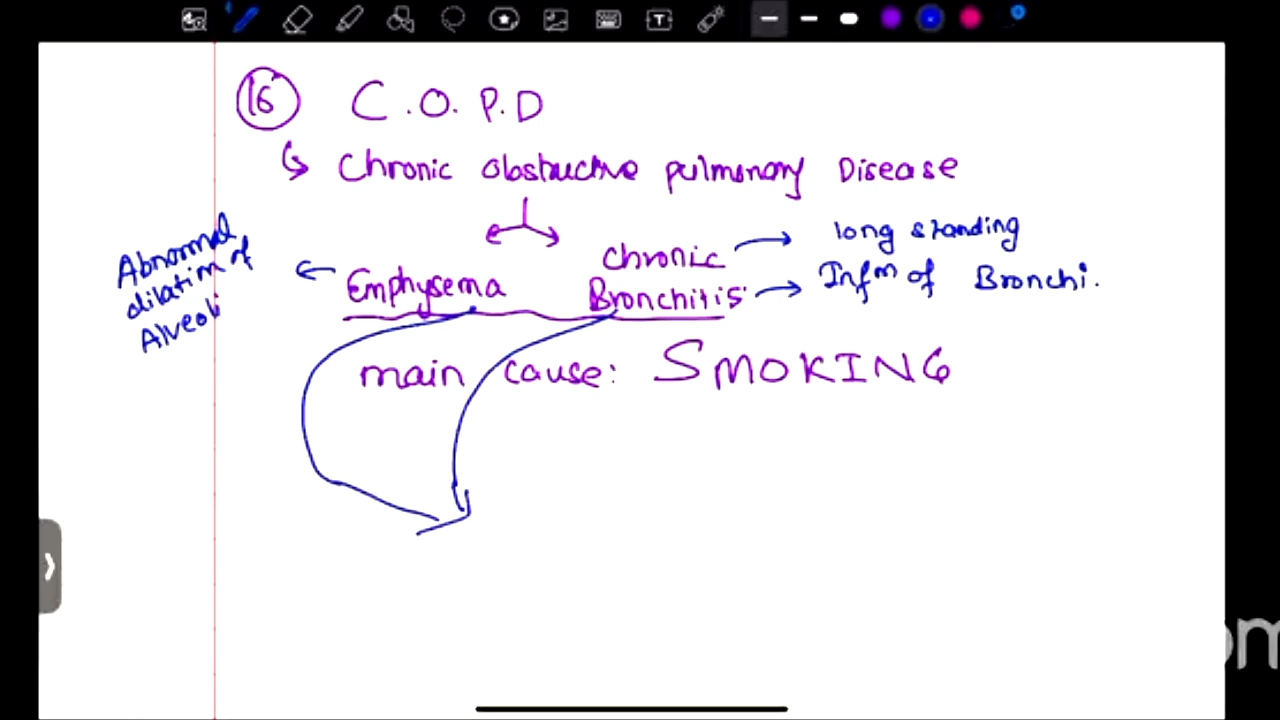 16 C.O.P.D
Chronic obstructive pulmonary Disease
Abnormal
dilation of
Alveoli
Emphysema
chronic
Bronchitis
long standing
Infm of Bronchi.
main cause: SMOKING
om